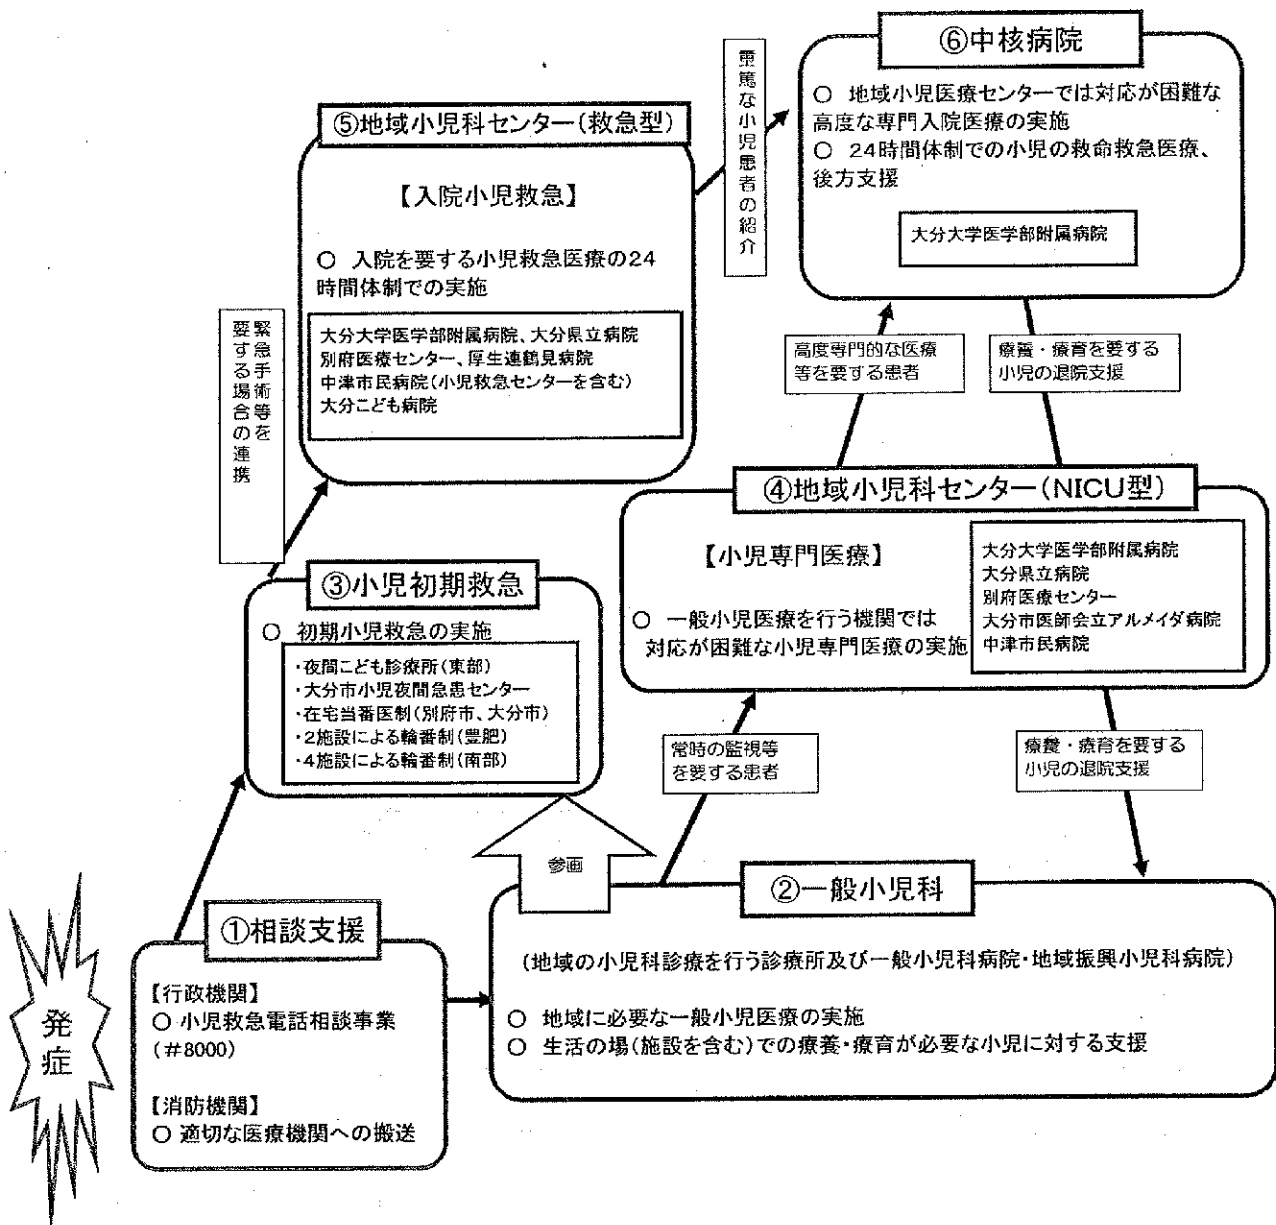 ⑥中核病院
○ 地域小児医療センターでは対応が困難な
高度な専門入院医療の実施
○ 24時間体制での小児の救命救急医療、
後方支援
大分大学医学部附属病院
重篤な小児患者の紹介
⑤地域小児科センター(救急型)
【入院小児救急】
○ 入院を要する小児救急医療の24
時間体制での実施
大分大学医学部附属病院、大分県立病院
別府医療センター、厚生連鶴見病院
中津市民病院(小児救急センターを含む)
大分こども病院
緊急手術等を
要する場合の連携
高度専門的な医療
等を要する患者
療養・療育を要する
小児の退院支援
④地域小児科センター(NICU型)
【小児専門医療】
○ 一般小児医療を行う機関では
対応が困難な小児専門医療の実施
大分大学医学部附属病院
大分県立病院
別府医療センター
大分市医師会立アルメイダ病院
中津市民病院
③小児初期救急
○ 初期小児救急の実施
・夜間こども診療所(東部)
・大分市小児夜間急患センター
・在宅当番医制(別府市、大分市)
・2施設による輪番制(豊肥)
・4施設による輪番制(南部)
常時の監視等
を要する患者
療養・療育を要する
小児の退院支援
参画
②一般小児科
(地域の小児科診療を行う診療所及び一般小児科病院・地域振興小児科病院)
○ 地域に必要な一般小児医療の実施
○ 生活の場(施設を含む)での療養・療育が必要な小児に対する支援
①相談支援
【行政機関】
○ 小児救急電話相談事業
(#8000)
【消防機関】
○ 適切な医療機関への搬送
発症